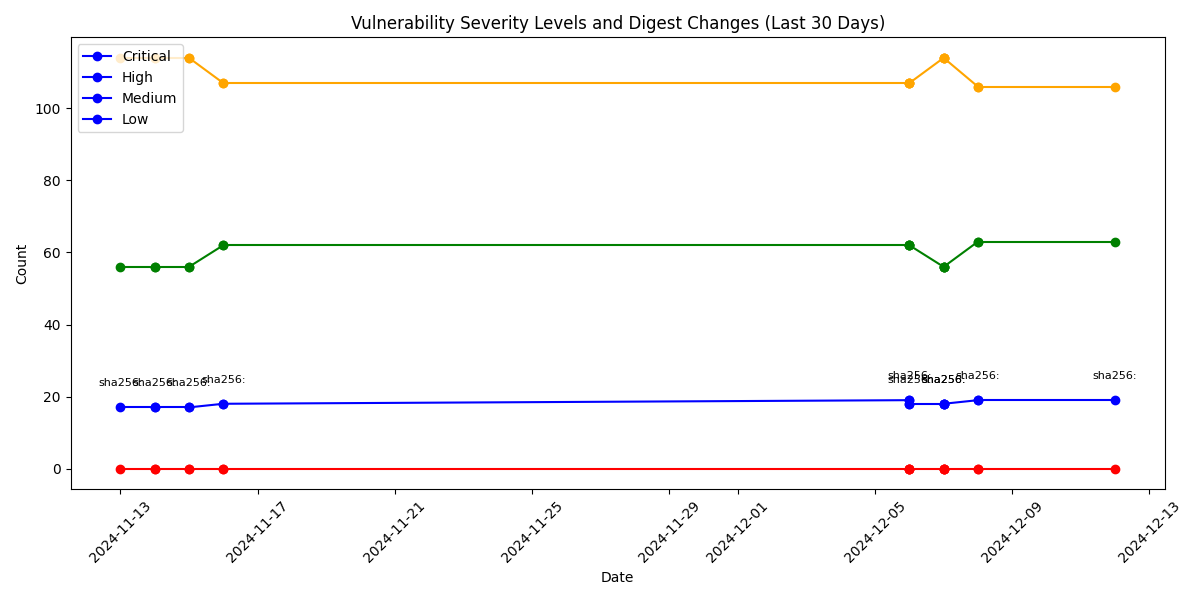 Vulnerability Severity Levels and Digest Changes (Last 30 Days)
Critical
High
Medium
Low
Count
100
80
60
40
20
0
sha256:
sha256:
sha256:
sha256:
sha256:
sha256:
sha256:
sha256:
sha256:
2024-11-13
2024-11-17
2024-11-21
2024-11-25
2024-11-29
2024-12-01
2024-12-05
2024-12-09
2024-12-13
Date